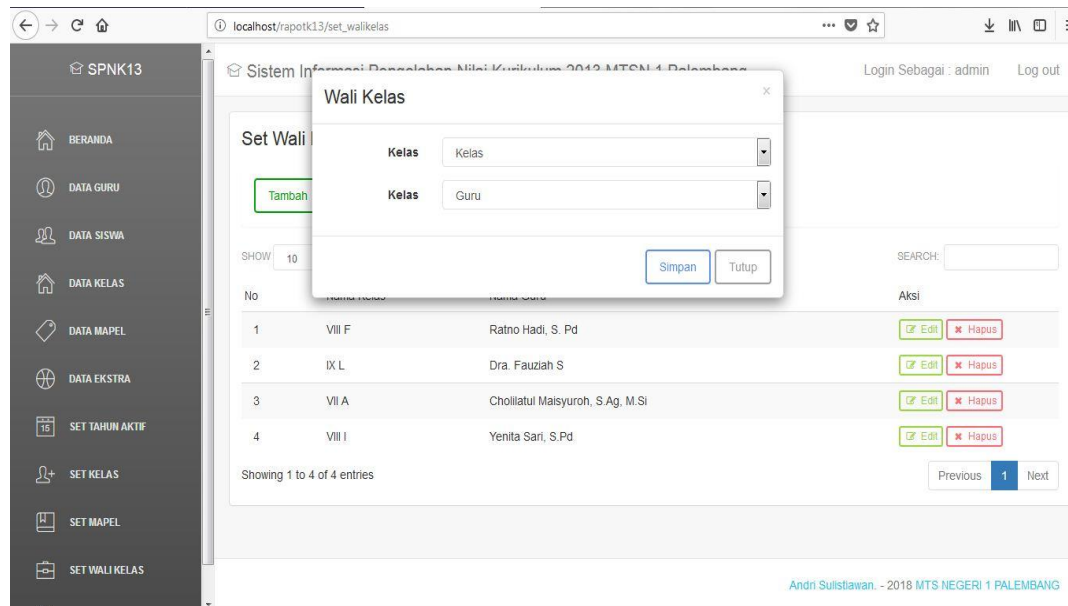 localhost/rapotk13/set_walikelas
SPNK13
Sistem Informasi Pengolahan Nilai Kurikulum 2013 MTSN 1 Palembang
Login Sebagai : admin
Log out
BERANDA
DATA GURU
DATA SISWA
DATA KELAS
DATA MAPEL
DATA EKSTRA
15
SET TAHUN AKTIF
SET KELAS
SET MAPEL
SET WALI KELAS
Wali Kelas
x
Kelas Kelas
Kelas Guru
Simpan Tutup
Set Wali
Tambah
SHOW 10
SEARCH:
No Nama Kelas Nama Guru Aksi
1 VIII F Ratno Hadi, S. Pd Edit Hapus
2 IX L Dra. Fauziah S Edit Hapus
3 VII A Cholilatul Maisyuroh, S.Ag, M.Si Edit Hapus
4 VIII I Yenita Sari, S.Pd Edit Hapus
Showing 1 to 4 of 4 entries
Previous 1 Next
Andri Sulistiawan. - 2018 MTS NEGERI 1 PALEMBANG